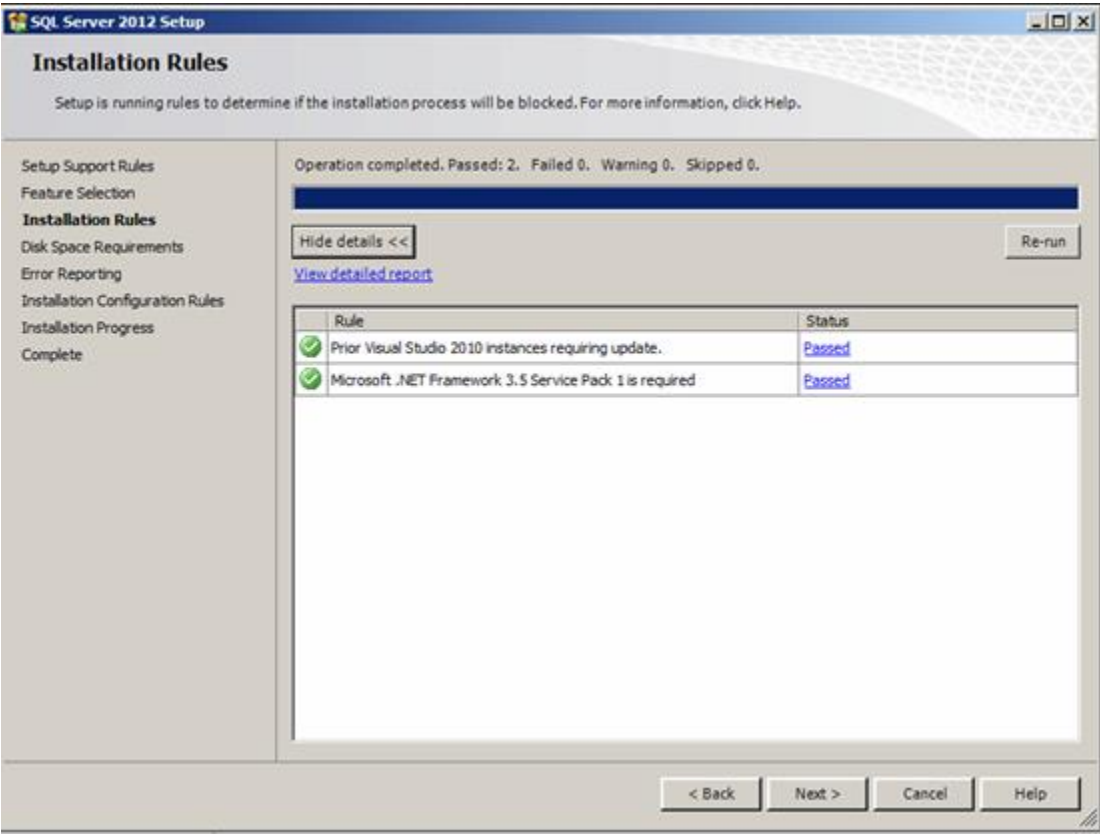 SQL Server 2012 Setup
Installation Rules
Setup is running rules to determine if the installation process will be blocked. For more information, click Help.
Setup Support Rules
Feature Selection
Installation Rules
Disk Space Requirements
Error Reporting
Installation Configuration Rules
Installation Progress
Complete
Operation completed. Passed: 2. Failed 0. Warning 0. Skipped 0.
Hide details <<
Re-run
View detailed report
Rule Status
Prior Visual Studio 2010 instances requiring update. Passed
Microsoft .NET Framework 3.5 Service Pack 1 is required Passed
< Back Next > Cancel Help